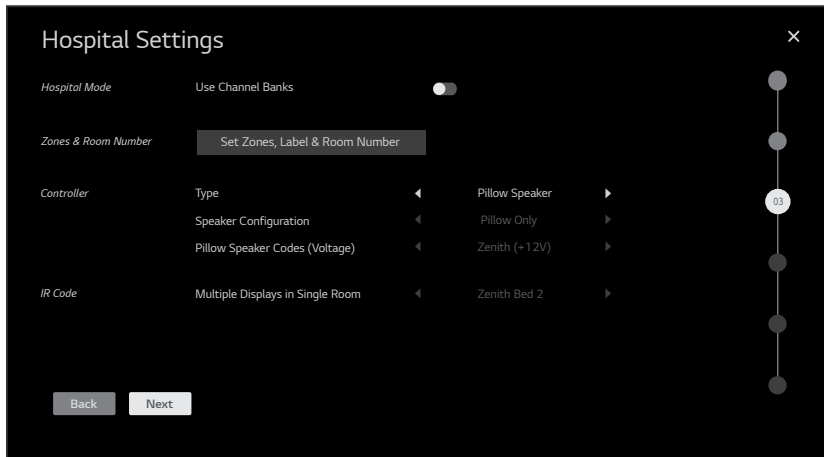 Hospital Settings
Hospital Mode Use Channel Banks
Zones & Room Number Set Zones, Label & Room Number
Controller Type Pillow Speaker
03
Speaker Configuration Pillow Only
Pillow Speaker Codes (Voltage) Zenith (+12V)
IR Code Multiple Displays in Single Room Zenith Bed 2
Back Next